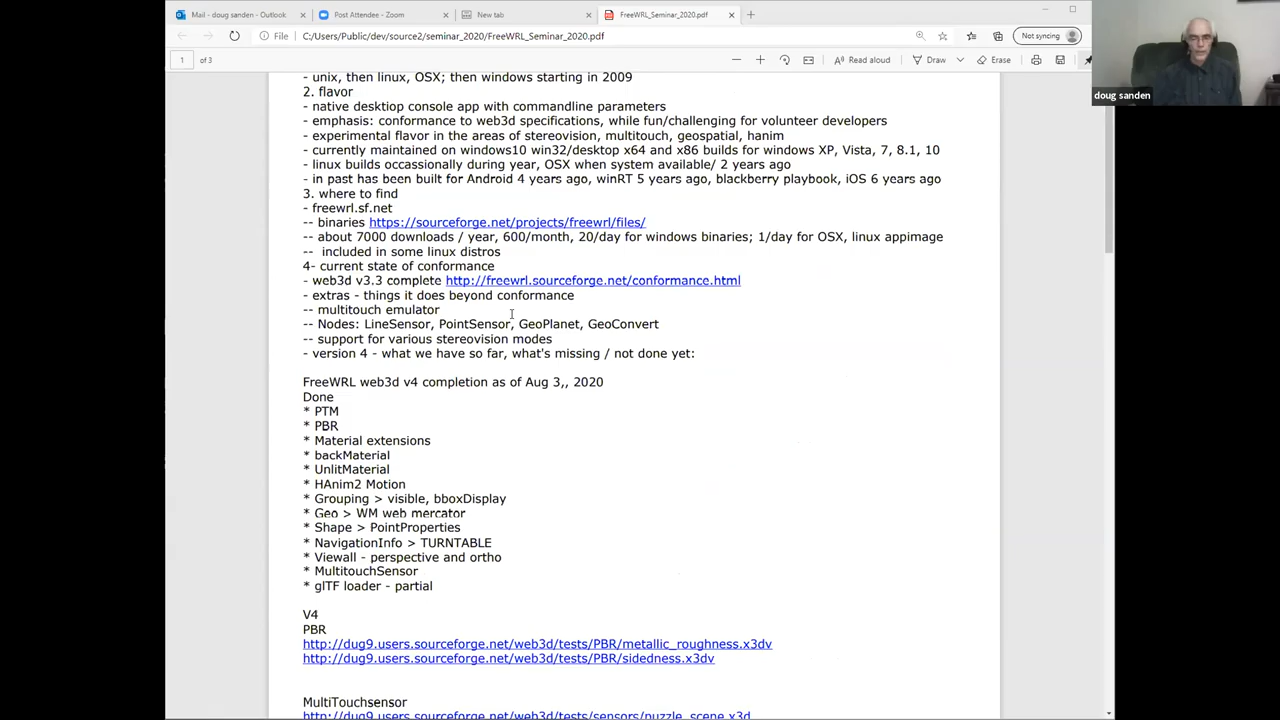 Mail - doug sanden - Outlook
Post Attendee - Zoom
New tab
FreeWRL_Seminar_2020.pdf
File
C:/Users/Public/dev/source2/seminar_2020/FreeWRL_Seminar_2020.pdf
Not syncing
1 of 3
Read aloud
Draw
Erase
doug sanden
- unix, then linux, OSX; then windows starting in 2009
2. flavor
- native desktiop console app with commandline parameters
- emphasis: conformance to web3d specifications, while fun/challenging for volunteer developers
- experimental flavor in the areas of stereovision, multitouch, geospatial, hanim
- currently maintained on windows10 win32/desktop x64 and x86 builds for windows XP, Vista, 7, 8.1, 10
- linux builds occassionally during year, OSX when system available/ 2 years ago
- in past has been built for Android 4 years ago, winRT 5 years ago, blackberry playbook, iOS 6 years ago
3. where to find
- freewrl.sf.net
-- binaries https://sourceforge.net/projects/freewrl/files/
-- about 7000 downloads / year, 600/month, 20/day for windows binaries; 1/day for OSX, linux appimage
-- included in some linux distros
4- current state of conformance
- web3d v3.3 complete http://freewrl.sourceforge.net/conformance.html
- extras - things it does beyond conformance
-- multitouch emulator
-- Nodes: LineSensor, PointSensor, GeoPlanet, GeoConvert
-- support for various stereovision modes
- version 4 - what we have so far, what's missing / not done yet:
FreeWRL web3d v4 completion as of Aug 3,, 2020
Done
* PTM
* PBR
* Material extensions
* backMaterial
* UnlitMaterial
* HAnim2 Motion
* Grouping > visible, bboxDisplay
* Geo > WM web mercator
* Shape > PointProperties
* NavigationInfo > TURNTABLE
* Viewall - perspective and ortho
* MultitouchSensor
* glTF loader - partial
V4
PBR
http://dug9.users.sourceforge.net/web3d/tests/PBR/metallic_roughness.x3dv
http://dug9.users.sourceforge.net/web3d/tests/PBR/sidedness.x3dv
MultiTouchsensor
http://dug9.users.sourceforge.net/web3d/tests/sensors/puzzle_scene.x3d